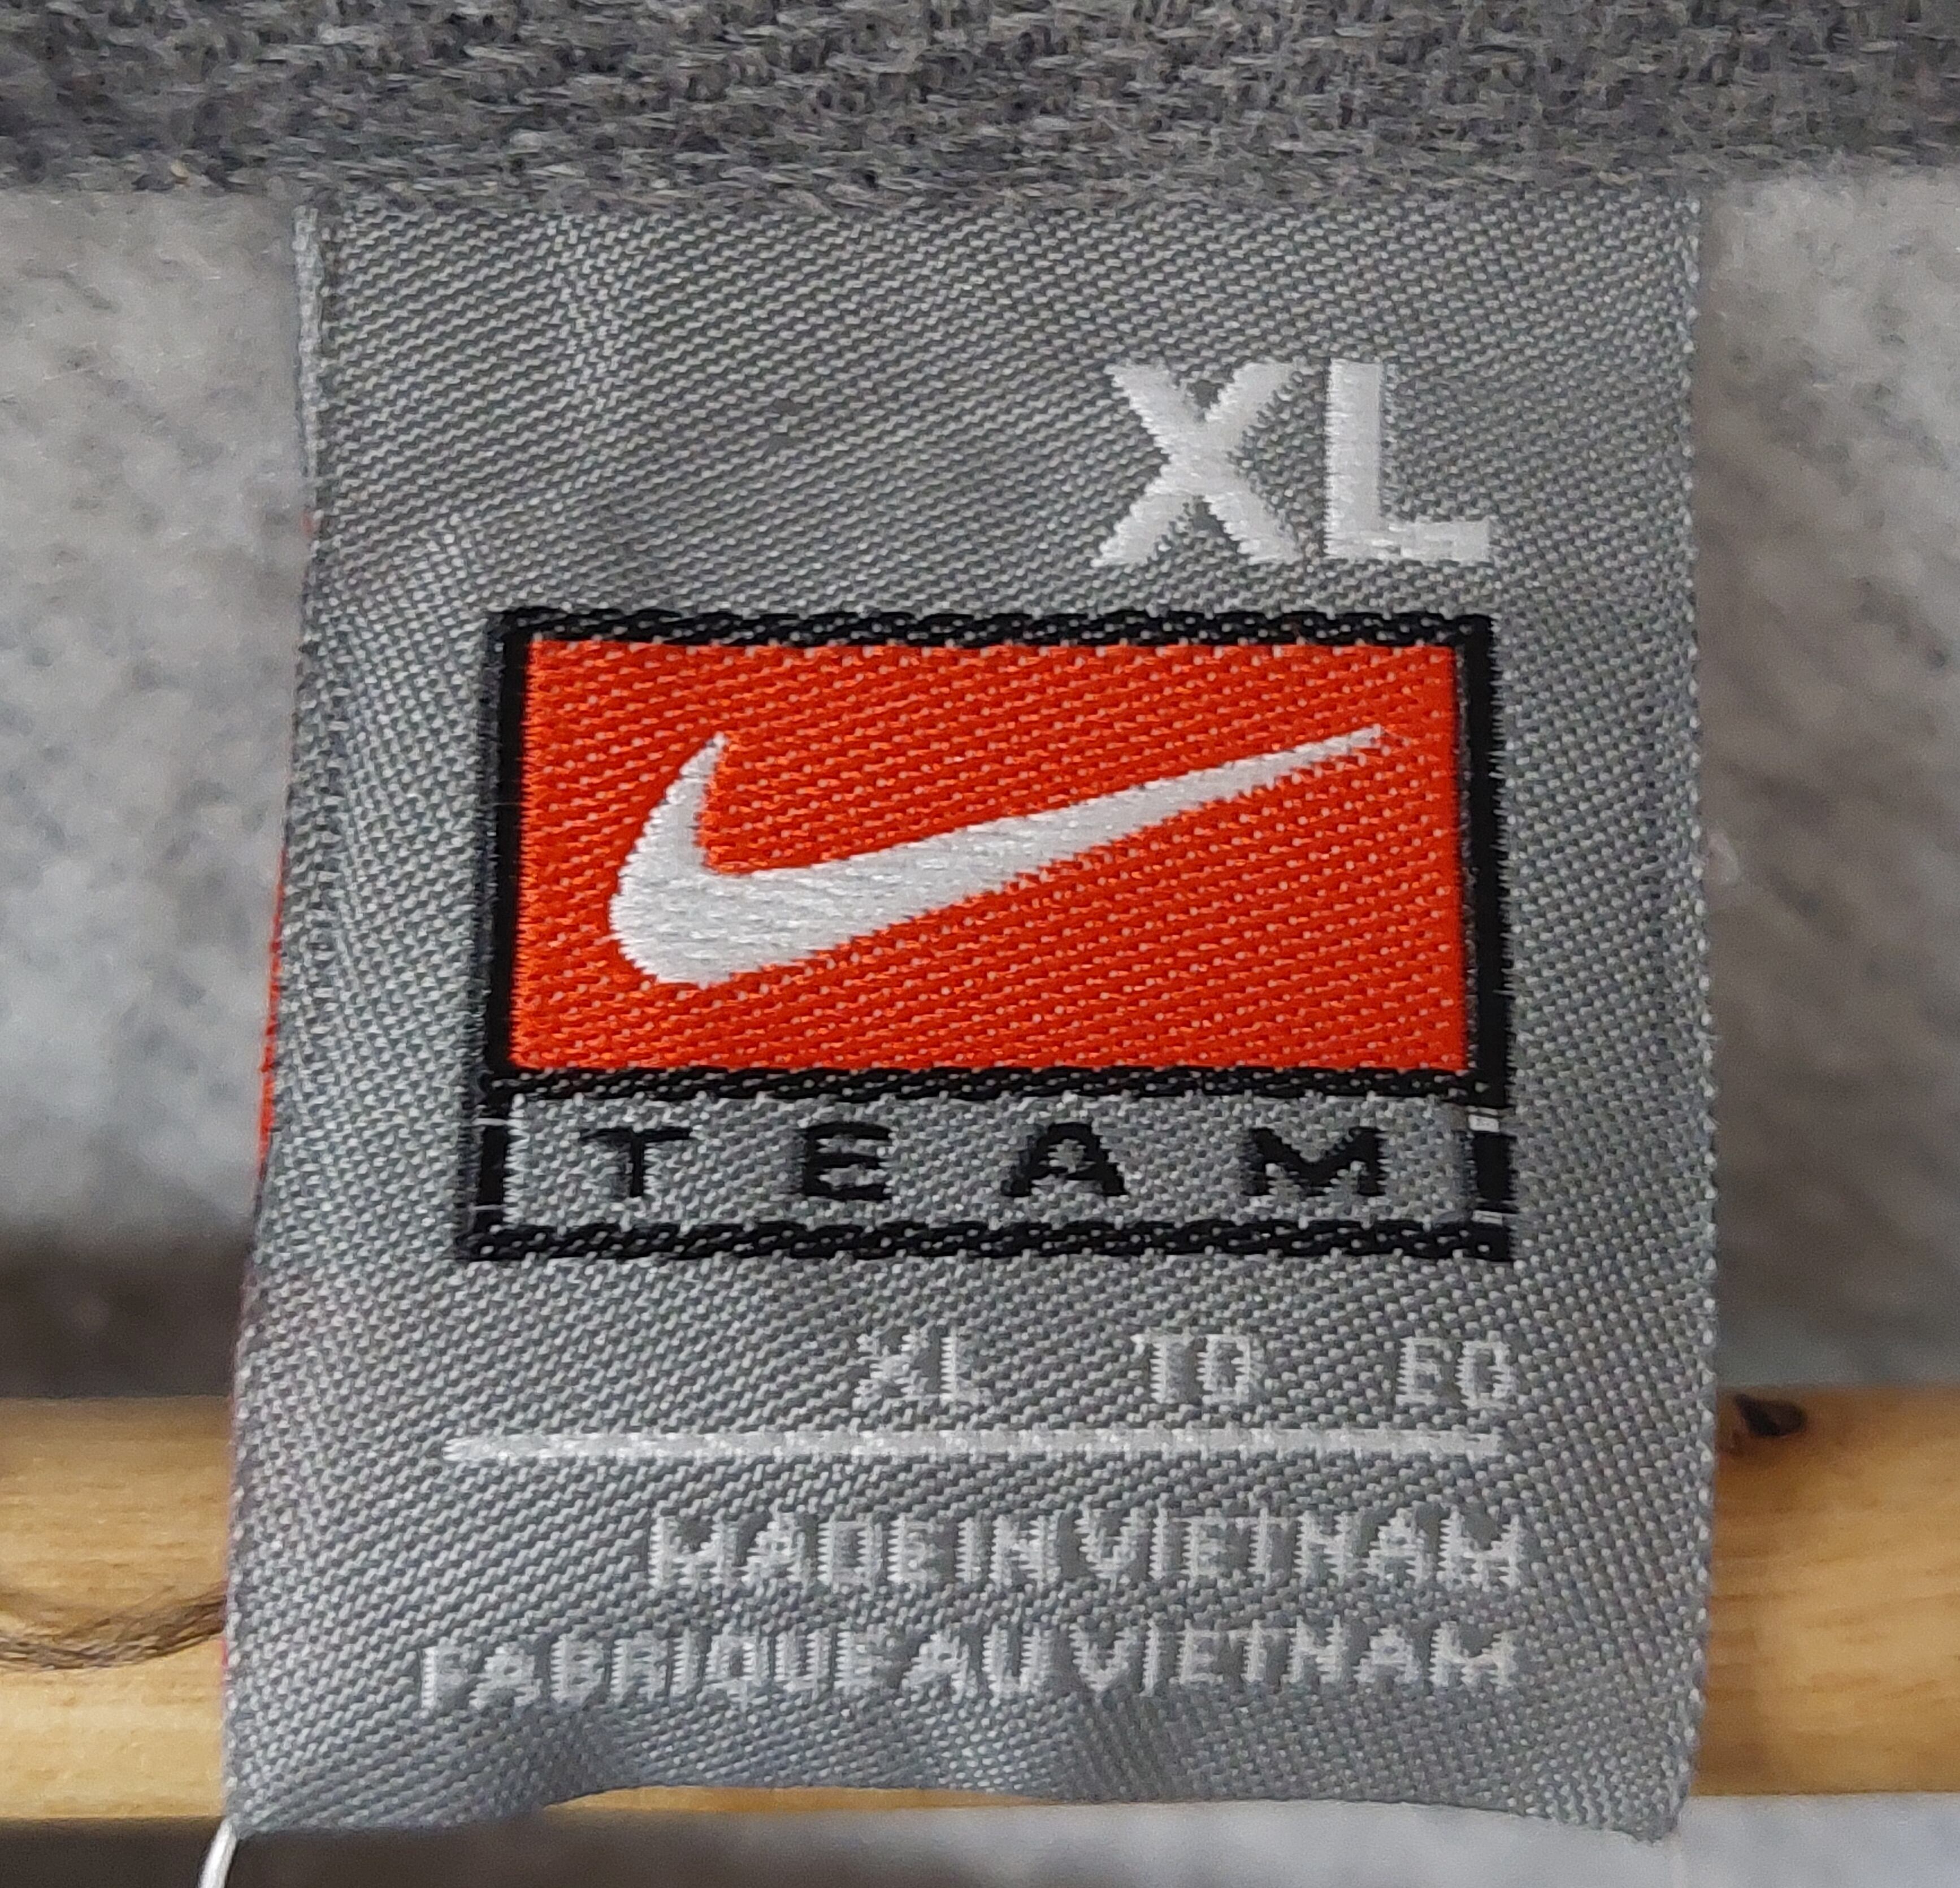 XL
TEAM
XL TG EG
MADE IN VIETNAM
FABRIQUE AU VIETNAM